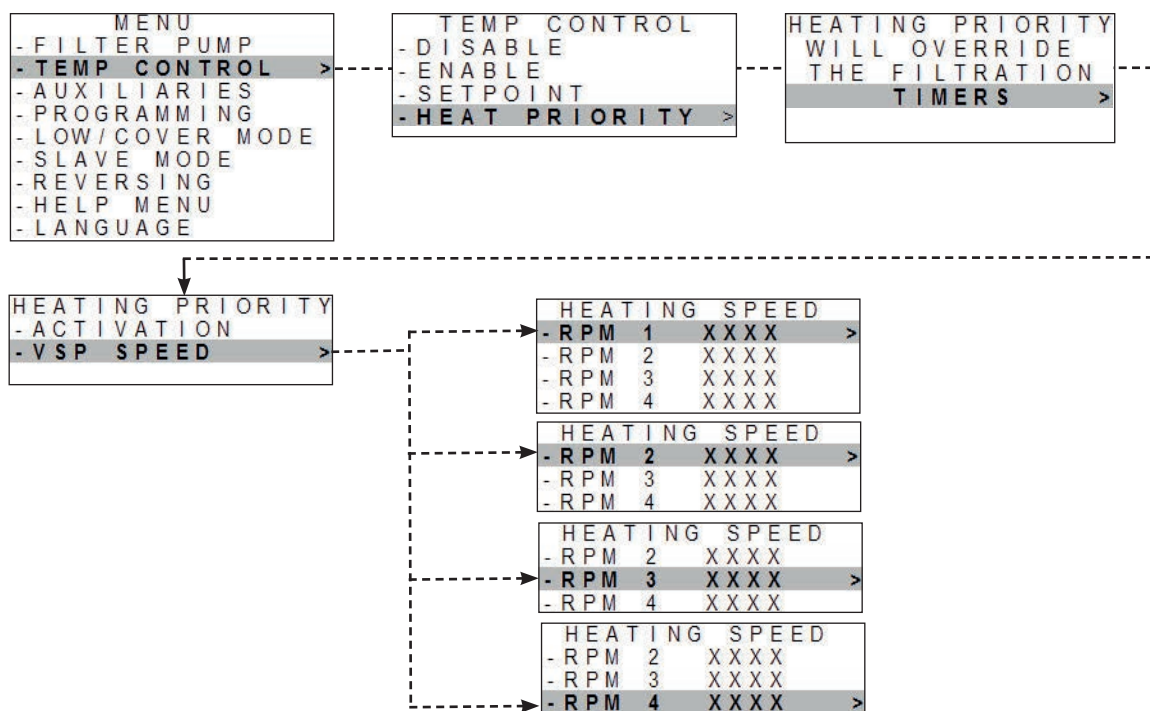 MENU
- FILTER PUMP
- TEMP CONTROL >
- AUXILIARIES
- PROGRAMMING
- LOW/COVER MODE
- SLAVE MODE
- REVERSING
- HELP MENU
- LANGUAGE
TEMP CONTROL
- DISABLE
- ENABLE
- SETPOINT
- HEAT PRIORITY >
HEATING PRIORITY
WILL OVERRIDE
THE FILTRATION
TIMERS >
HEATING PRIORITY
- ACTIVATION
- VSP SPEED >
HEATING SPEED
- RPM 1 XXXX >
- RPM 2 XXXX
- RPM 3 XXXX
- RPM 4 XXXX
HEATING SPEED
- RPM 2 XXXX >
- RPM 3 XXXX
- RPM 4 XXXX
HEATING SPEED
- RPM 2 XXXX
- RPM 3 XXXX >
- RPM 4 XXXX
HEATING SPEED
- RPM 2 XXXX
- RPM 3 XXXX
- RPM 4 XXXX >